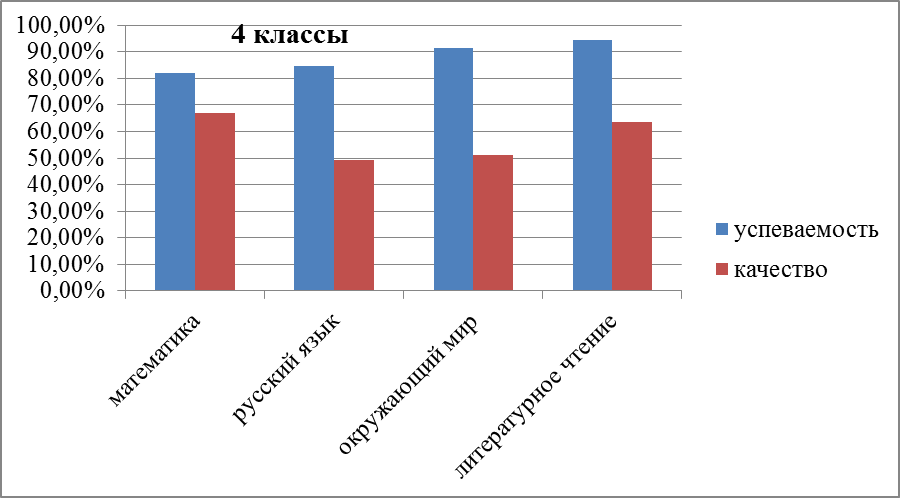 4 классы
100,00%
90,00%
80,00%
70,00%
60,00%
50,00%
40,00%
30,00%
20,00%
10,00%
0,00%
математика
русский язык
окружающий мир
литературное чтение
успеваемость
качество